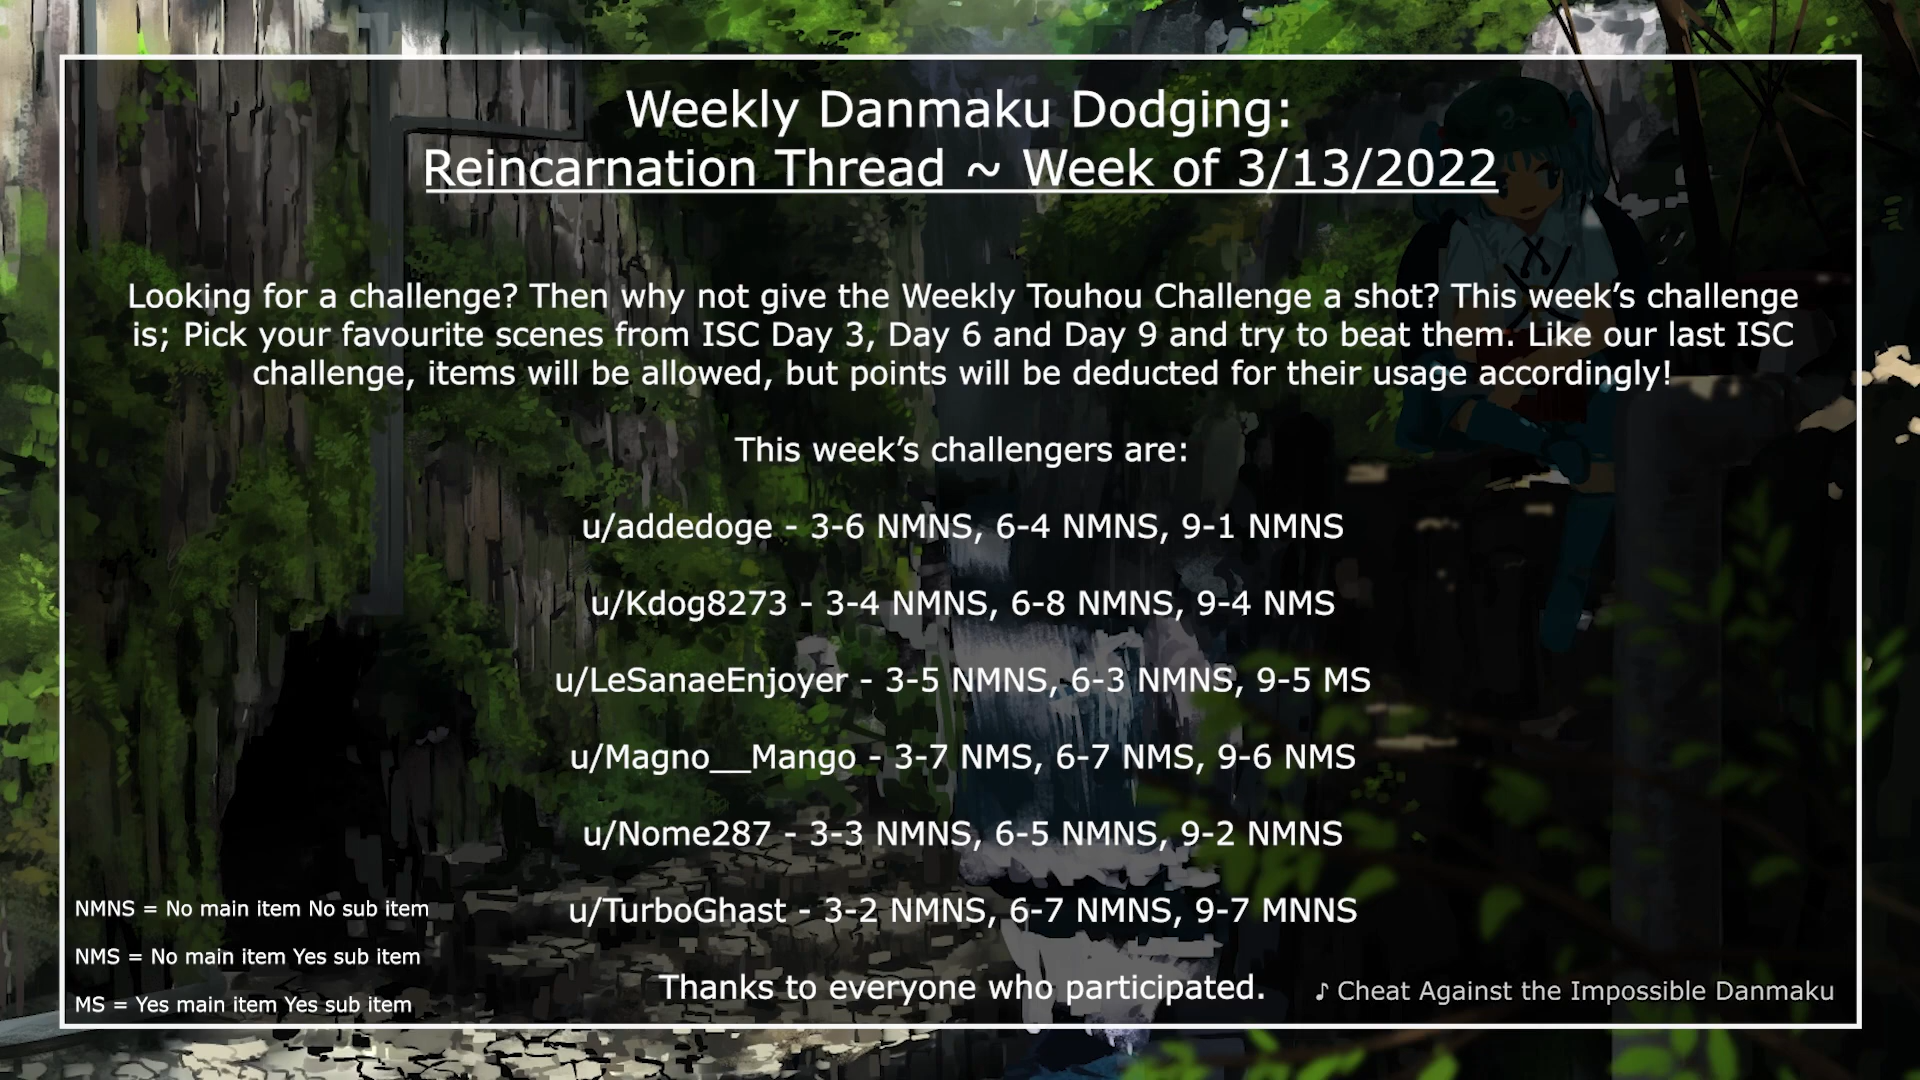 Weekly Danmaku Dodging:
Reincarnation Thread ~ Week of 3/13/2022
Looking for a challenge? Then why not give the Weekly Touhou Challenge a shot? This week’s challenge
is; Pick your favourite scenes from ISC Day 3, Day 6 and Day 9 and try to beat them. Like our last ISC
challenge, items will be allowed, but points will be deducted for their usage accordingly!
This week’s challengers are:
u/addedoge - 3-6 NMNS, 6-4 NMNS, 9-1 NMNS
u/Kdog8273 - 3-4 NMNS, 6-8 NMNS, 9-4 NMS
u/LeSanaeEnjoyer - 3-5 NMNS, 6-3 NMNS, 9-5 MS
u/Magno__Mango - 3-7 NMS, 6-7 NMS, 9-6 NMS
u/Nome287 - 3-3 NMNS, 6-5 NMNS, 9-2 NMNS
u/TurboGhast - 3-2 NMNS, 6-7 NMNS, 9-7 MNNS
Thanks to everyone who participated.
NMNS = No main item No sub item
NMS = No main item Yes sub item
MS = Yes main item Yes sub item
♪ Cheat Against the Impossible Danmaku